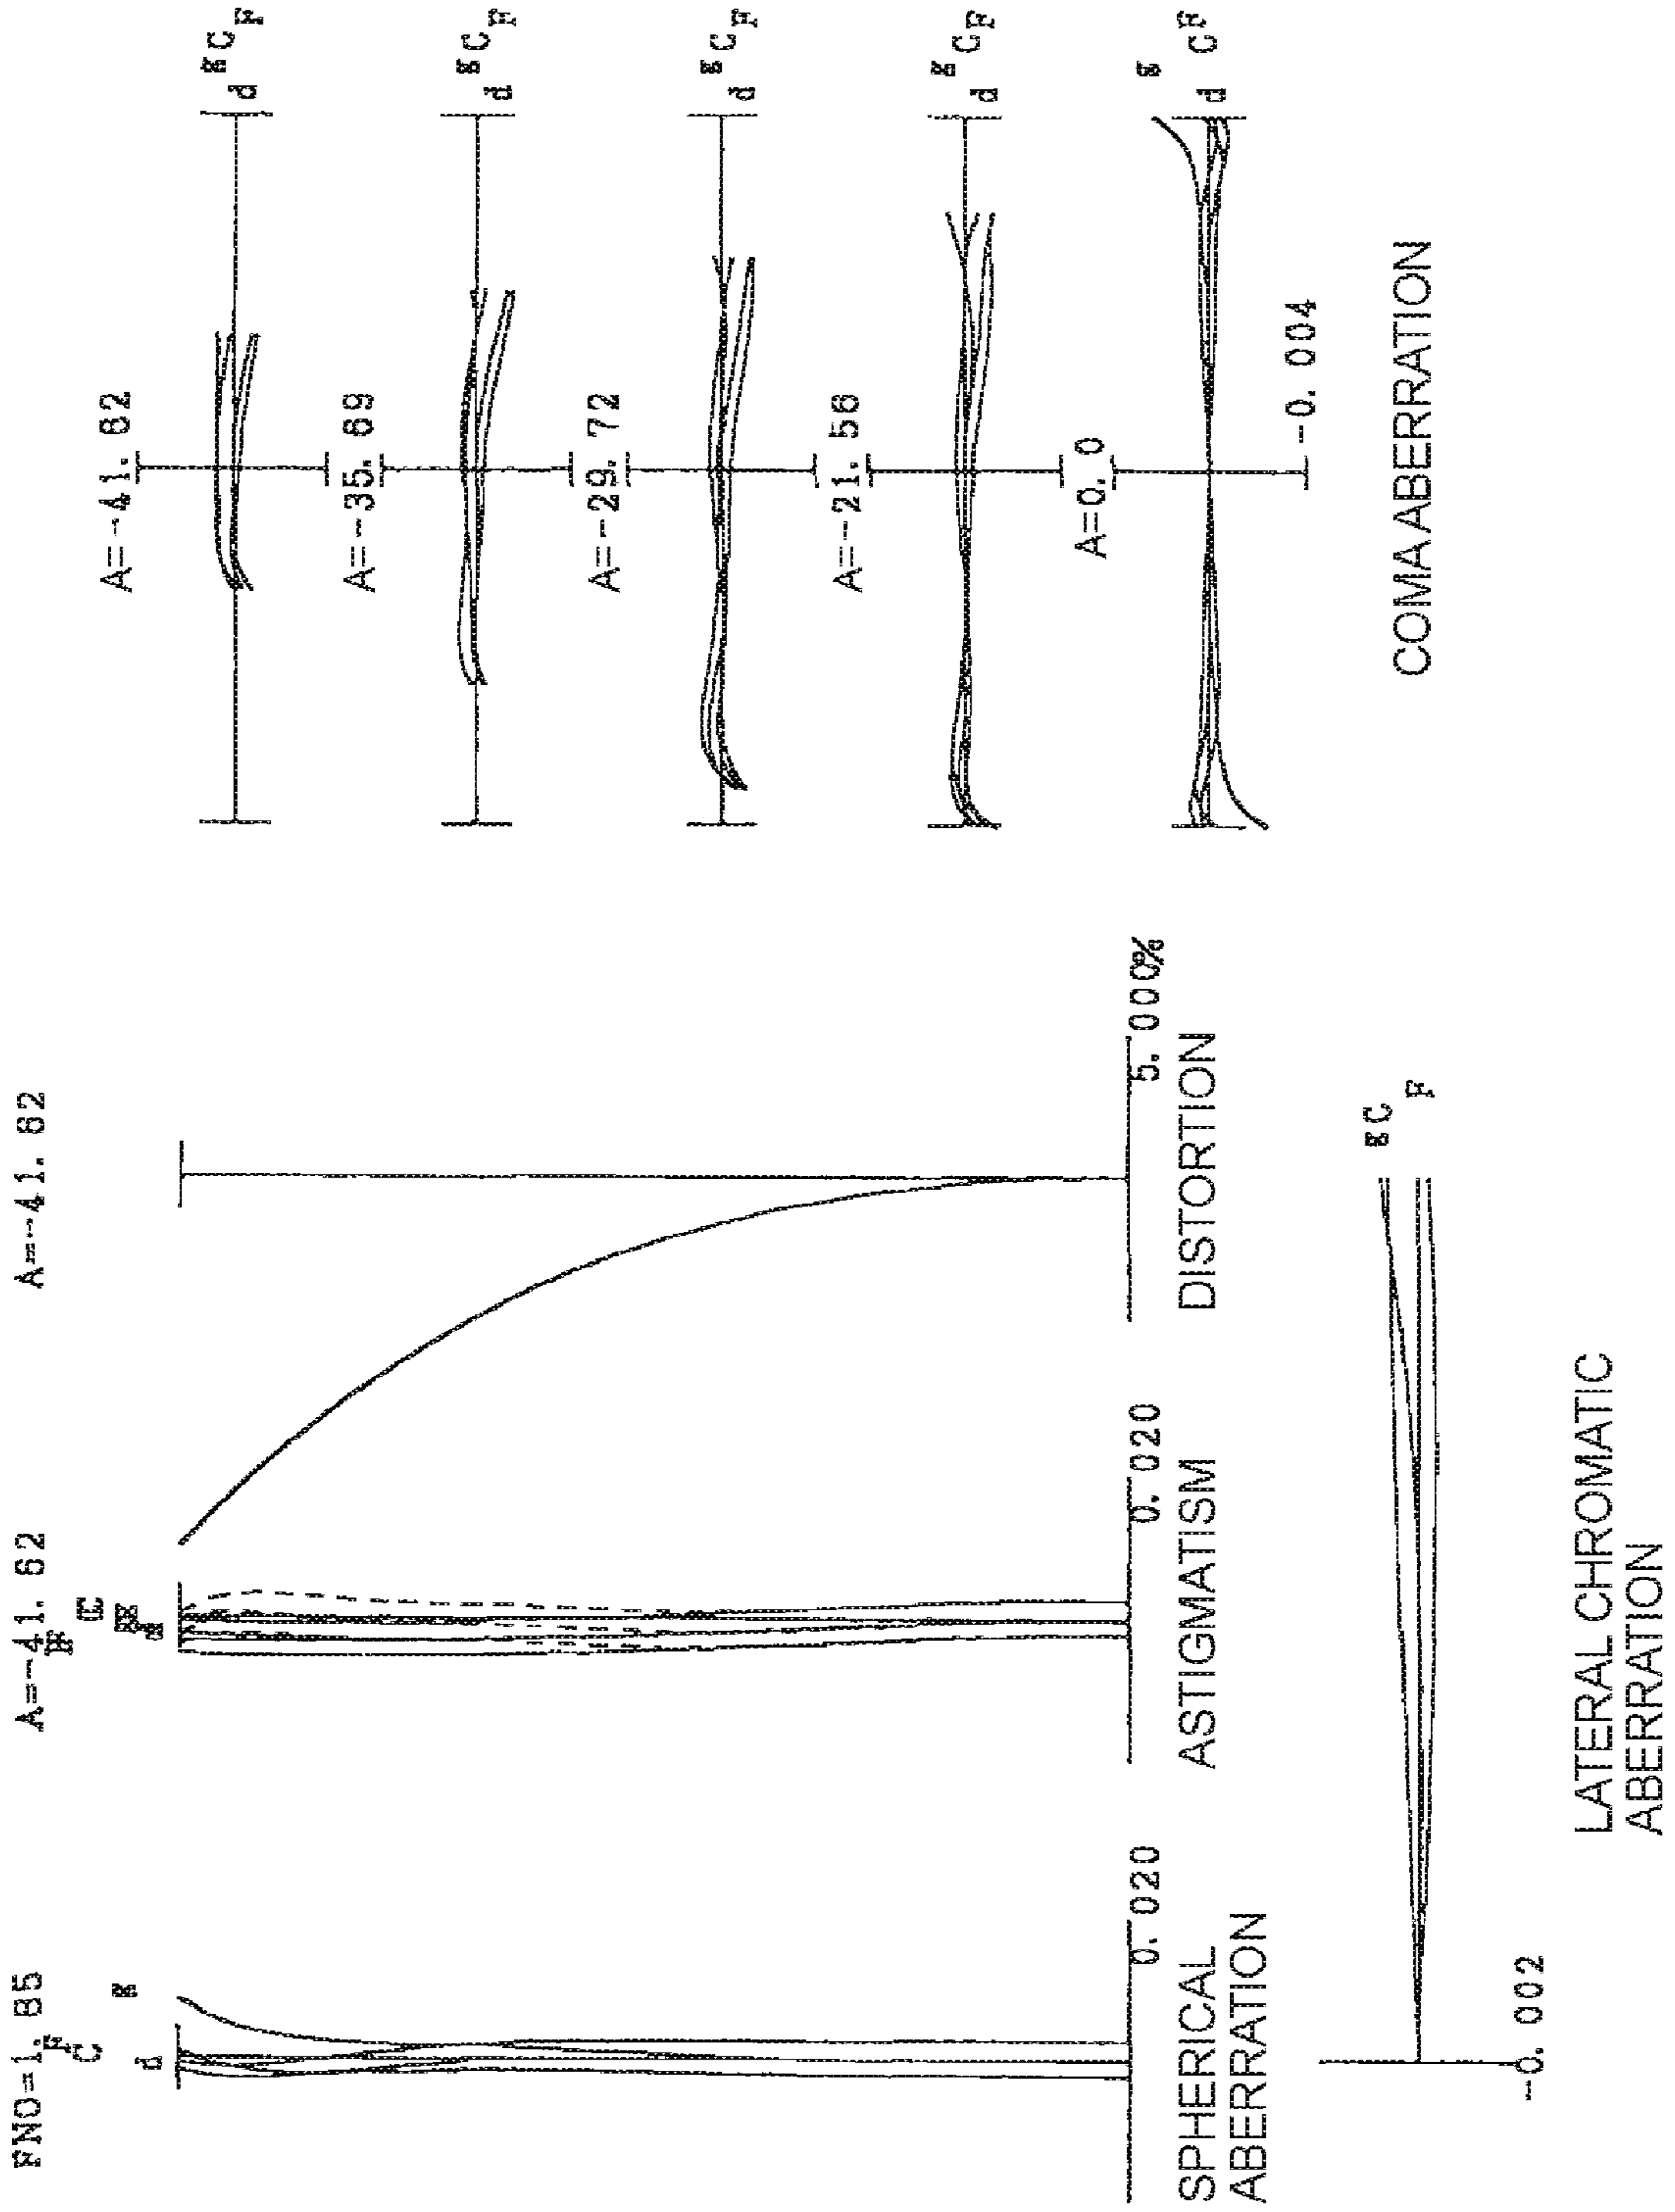 FNO=1. 85
F
C
g
d
0. 020
SPHERICAL
ABERRATION
A=-41. 62
F
C
g
d
0. 020
ASTIGMATISM
A=-41. 62
5. 000%
DISTORTION
g C
F
-0. 002
LATERAL CHROMATIC
ABERRATION
A=-41. 62
d g C F
A=-35. 69
d g C F
A=-29. 72
d g C F
A=-21. 56
d g C F
A=0. 0
d g C F
-0. 004
COMA ABERRATION